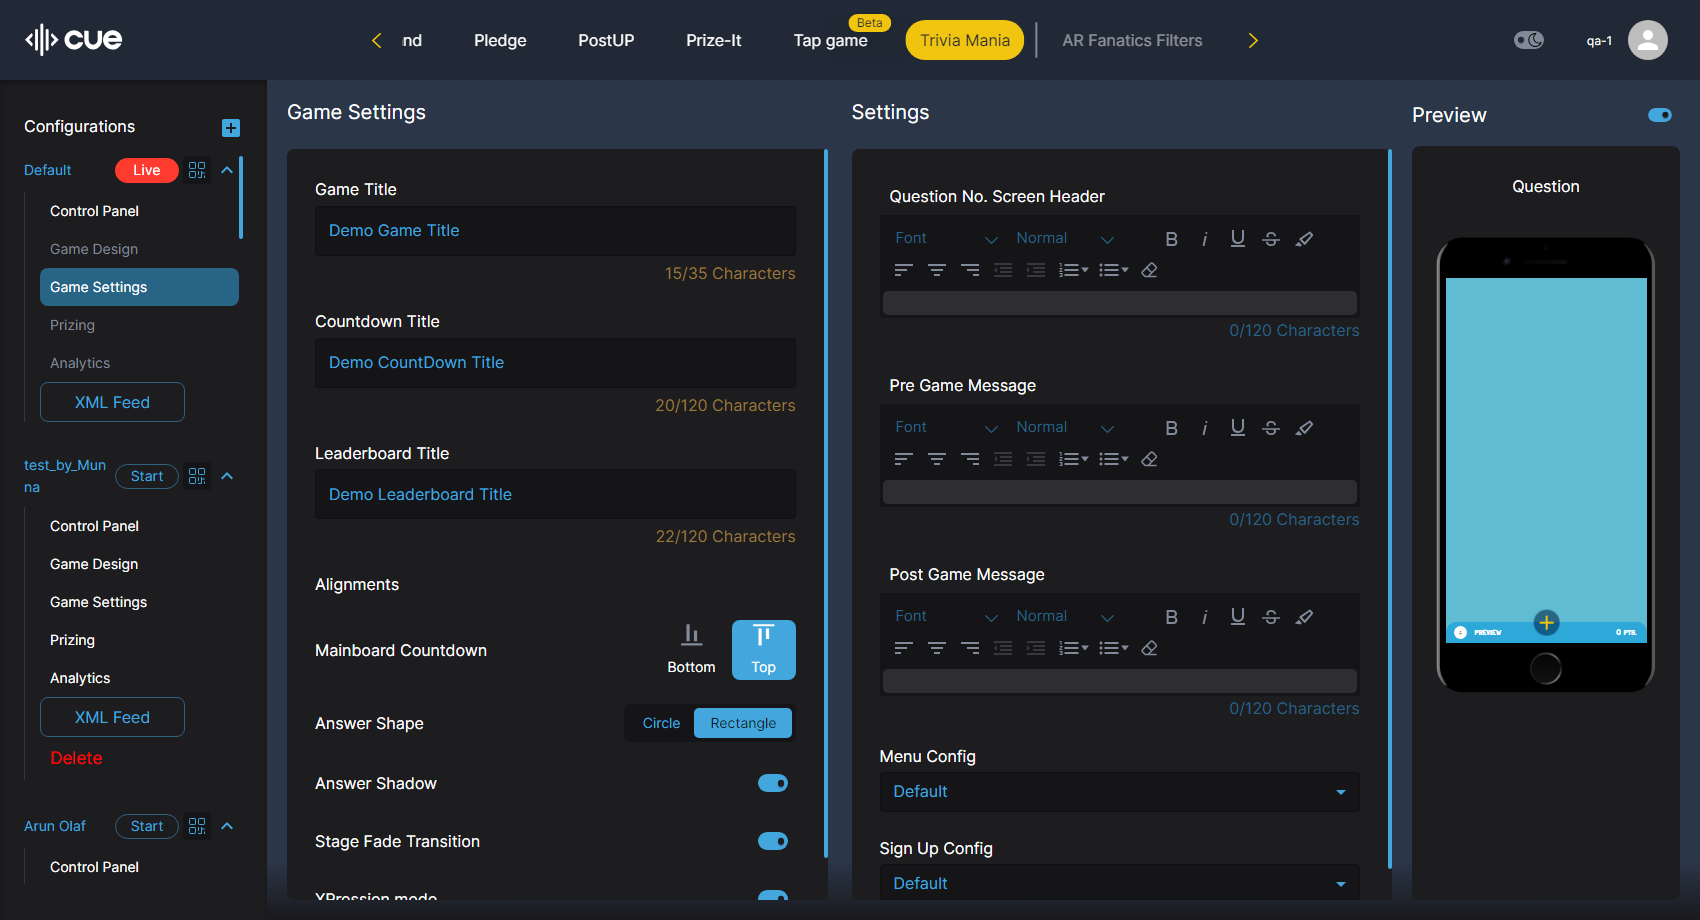 cue
nd
Pledge
PostUP
Prize-It
Tap game
Beta
Trivia Mania
AR Fanatics Filters
qa-1
Configurations
Default
Live
Control Panel
Game Design
Game Settings
Prizing
Analytics
XML Feed
test_by_Mun
na
Start
Control Panel
Game Design
Game Settings
Prizing
Analytics
XML Feed
Delete
Arun Olaf
Start
Control Panel
Game Settings
Game Title
Demo Game Title
15/35 Characters
Countdown Title
Demo CountDown Title
20/120 Characters
Leaderboard Title
Demo Leaderboard Title
22/120 Characters
Alignments
Mainboard Countdown
Bottom
Top
Answer Shape
Circle
Rectangle
Answer Shadow
Stage Fade Transition
XPression mode
Settings
Question No. Screen Header
Font
Normal
B
i
U
S
0/120 Characters
Pre Game Message
Font
Normal
B
i
U
S
0/120 Characters
Post Game Message
Font
Normal
B
i
U
S
0/120 Characters
Menu Config
Default
Sign Up Config
Default
Preview
Question
PREVIEW
0 PTS.